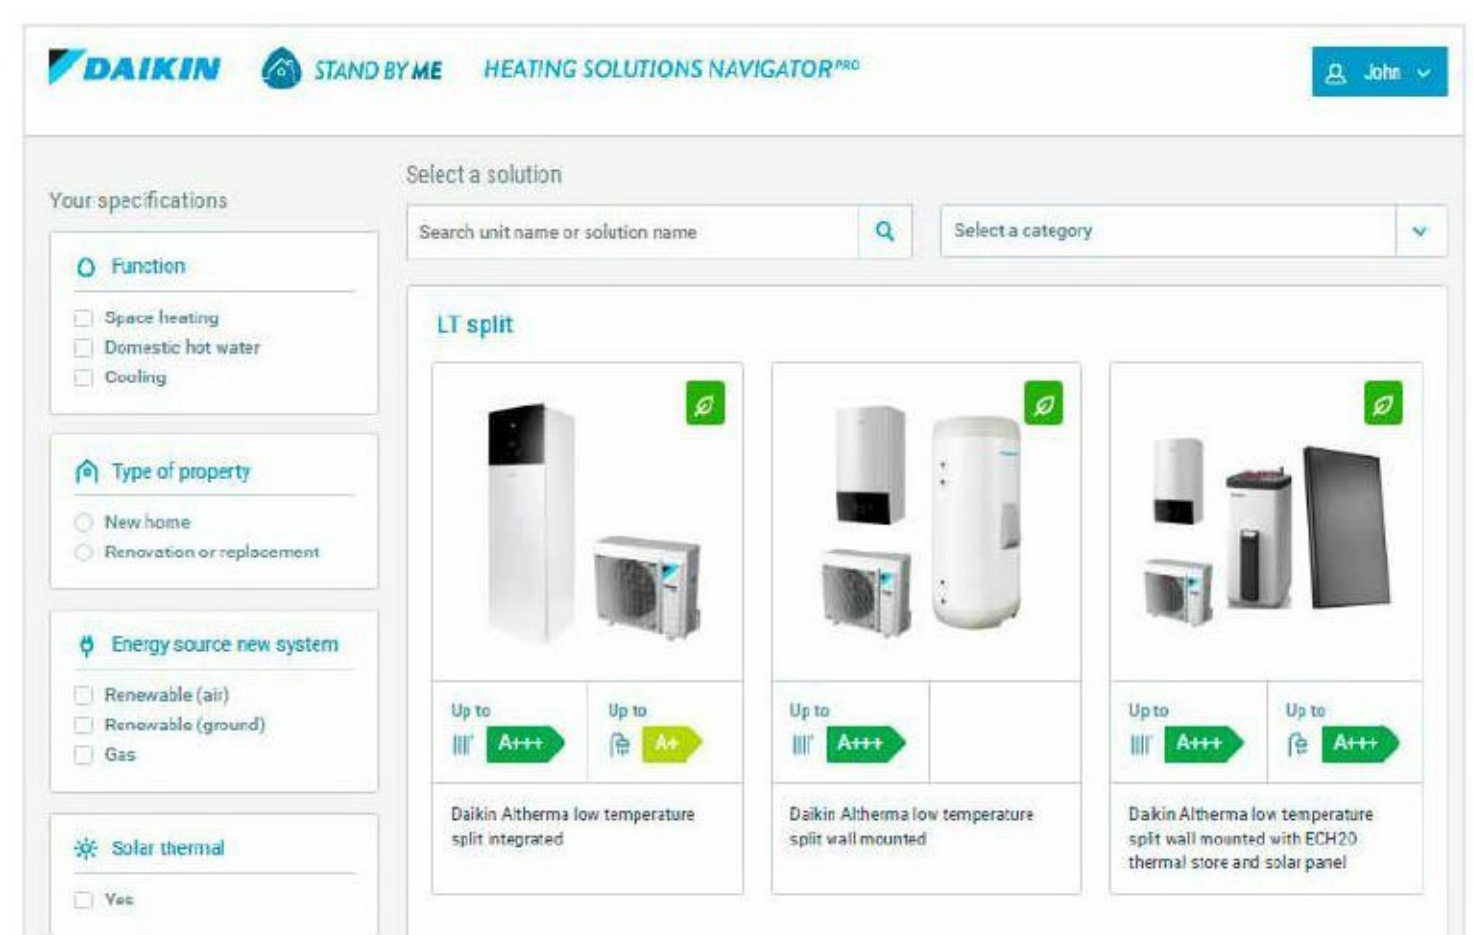 DAIKIN STAND BY ME HEATING SOLUTIONS NAVIGATOR PRO John
Your specifications
Function
Space heating
Domestic hot water
Cooling
Type of property
New home
Renovation or replacement
Energy source new system
Renewable (air)
Renewable (ground)
Gas
Solar thermal
Yes
Select a solution
Search unit name or solution name
Select a category
LT split
Up to
A+++
Up to
A+
Daikin Altherma low temperature
split integrated
Up to
A+++
Daikin Altherma low temperature
split wall mounted
Up to
A+++
Up to
A+++
Daikin Altherma low temperature
split wall mounted with ECH20
thermal store and solar panel